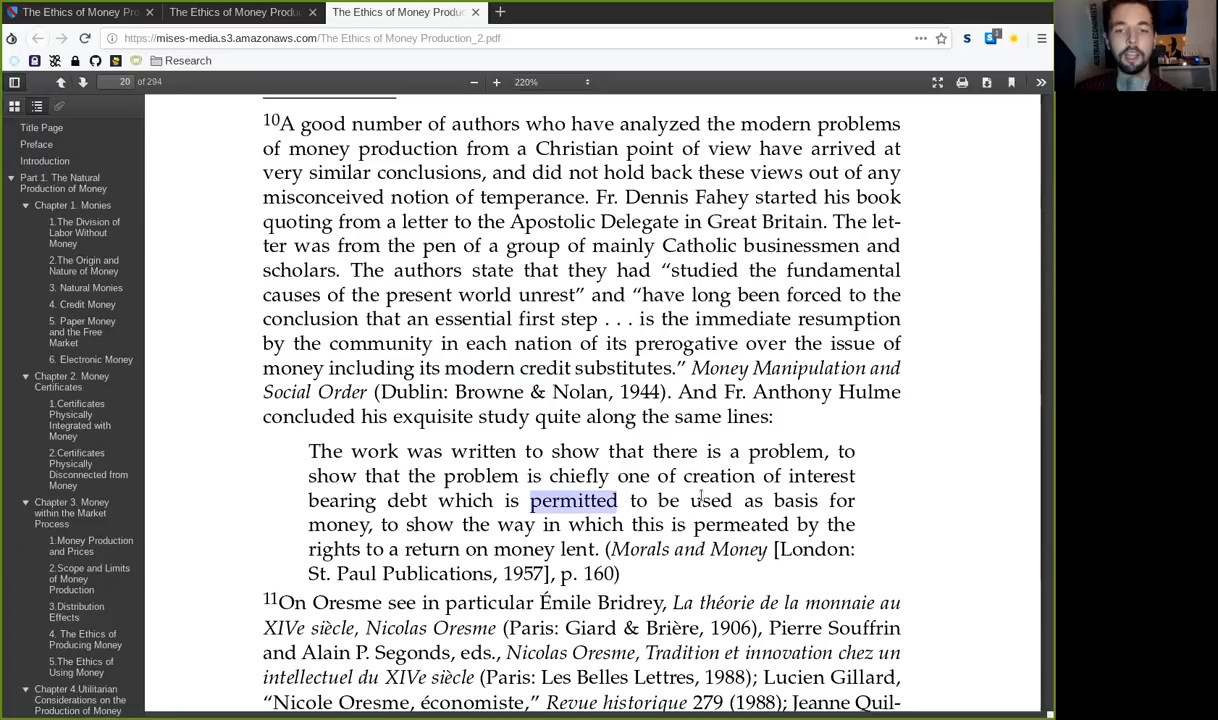 The Ethics of Money Pro
The Ethics of Money Produ
The Ethics of Money Produc
https://mises-media.s3.amazonaws.com/The Ethics of Money Production_2.pdf
Research
20 of 294
220%
Title Page
Preface
Introduction
Part 1. The Natural
Production of Money
Chapter 1. Monies
1.The Division of
Labor Without
Money
2.The Origin and
Nature of Money
3. Natural Monies
4. Credit Money
5. Paper Money
and the Free
Market
6. Electronic Money
Chapter 2. Money
Certificates
1.Certificates
Physically
Integrated with
Money
2.Certificates
Physically
Disconnected from
Money
Chapter 3. Money
within the Market
Process
1.Money Production
and Prices
2.Scope and Limits
of Money
Production
3.Distribution
Effects
4. The Ethics of
Producing Money
5.The Ethics of
Using Money
Chapter 4.Utilitarian
Considerations on the
Production of Money
10A good number of authors who have analyzed the modern problems
of money production from a Christian point of view have arrived at
very similar conclusions, and did not hold back these views out of any
misconceived notion of temperance. Fr. Dennis Fahey started his book
quoting from a letter to the Apostolic Delegate in Great Britain. The let-
ter was from the pen of a group of mainly Catholic businessmen and
scholars. The authors state that they had “studied the fundamental
causes of the present world unrest” and “have long been forced to the
conclusion that an essential first step . . . is the immediate resumption
by the community in each nation of its prerogative over the issue of
money including its modern credit substitutes.” Money Manipulation and
Social Order (Dublin: Browne & Nolan, 1944). And Fr. Anthony Hulme
concluded his exquisite study quite along the same lines:
The work was written to show that there is a problem, to
show that the problem is chiefly one of creation of interest
bearing debt which is permitted to be used as basis for
money, to show the way in which this is permeated by the
rights to a return on money lent. (Morals and Money [London:
St. Paul Publications, 1957], p. 160)
11On Oresme see in particular Émile Bridrey, La théorie de la monnaie au
XIVe siècle, Nicolas Oresme (Paris: Giard & Brière, 1906), Pierre Souffrin
and Alain P. Segonds, eds., Nicolas Oresme, Tradition et innovation chez un
intellectuel du XIVe siècle (Paris: Les Belles Lettres, 1988); Lucien Gillard,
“Nicole Oresme, économiste,” Revue historique 279 (1988); Jeanne Quil-